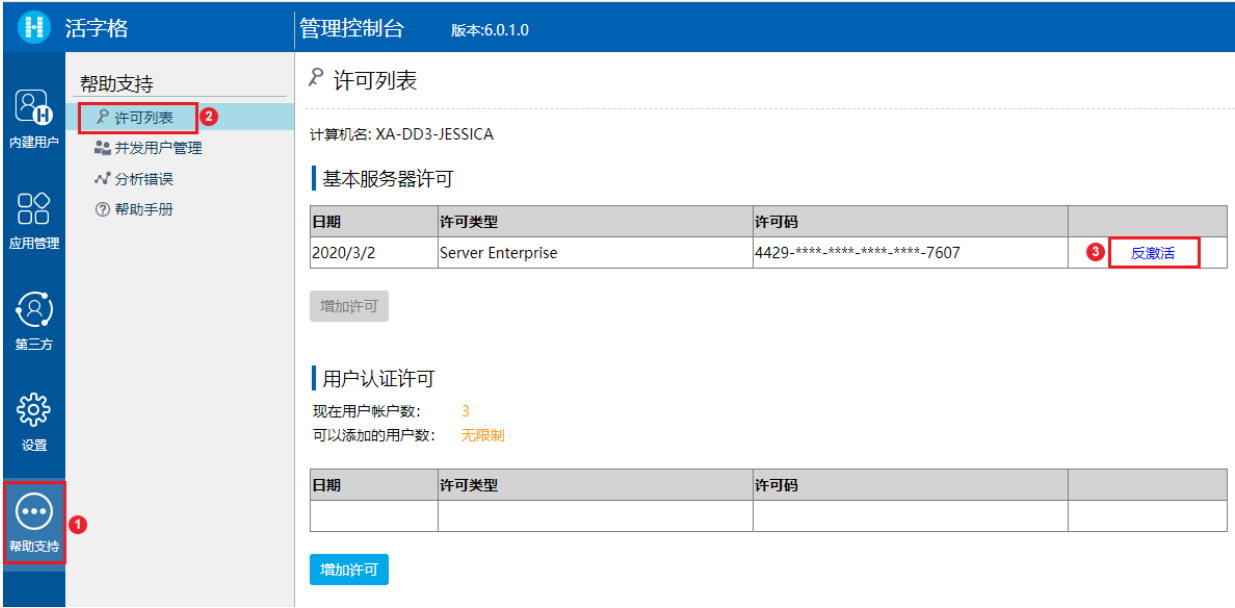 活字格 管理控制台 版本:6.0.1.0
内建用户
应用管理
第三方
设置
帮助支持
1
帮助支持
许可列表 2
并发用户管理
分析错误
帮助手册
许可列表
计算机名: XA-DD3-JESSICA
基本服务器许可
日期 许可类型 许可码
2020/3/2 Server Enterprise 4429-****-****-****-****-7607 3 反激活
增加许可
用户认证许可
现在用户帐户数: 3
可以添加的用户数: 无限制
日期 许可类型 许可码
增加许可